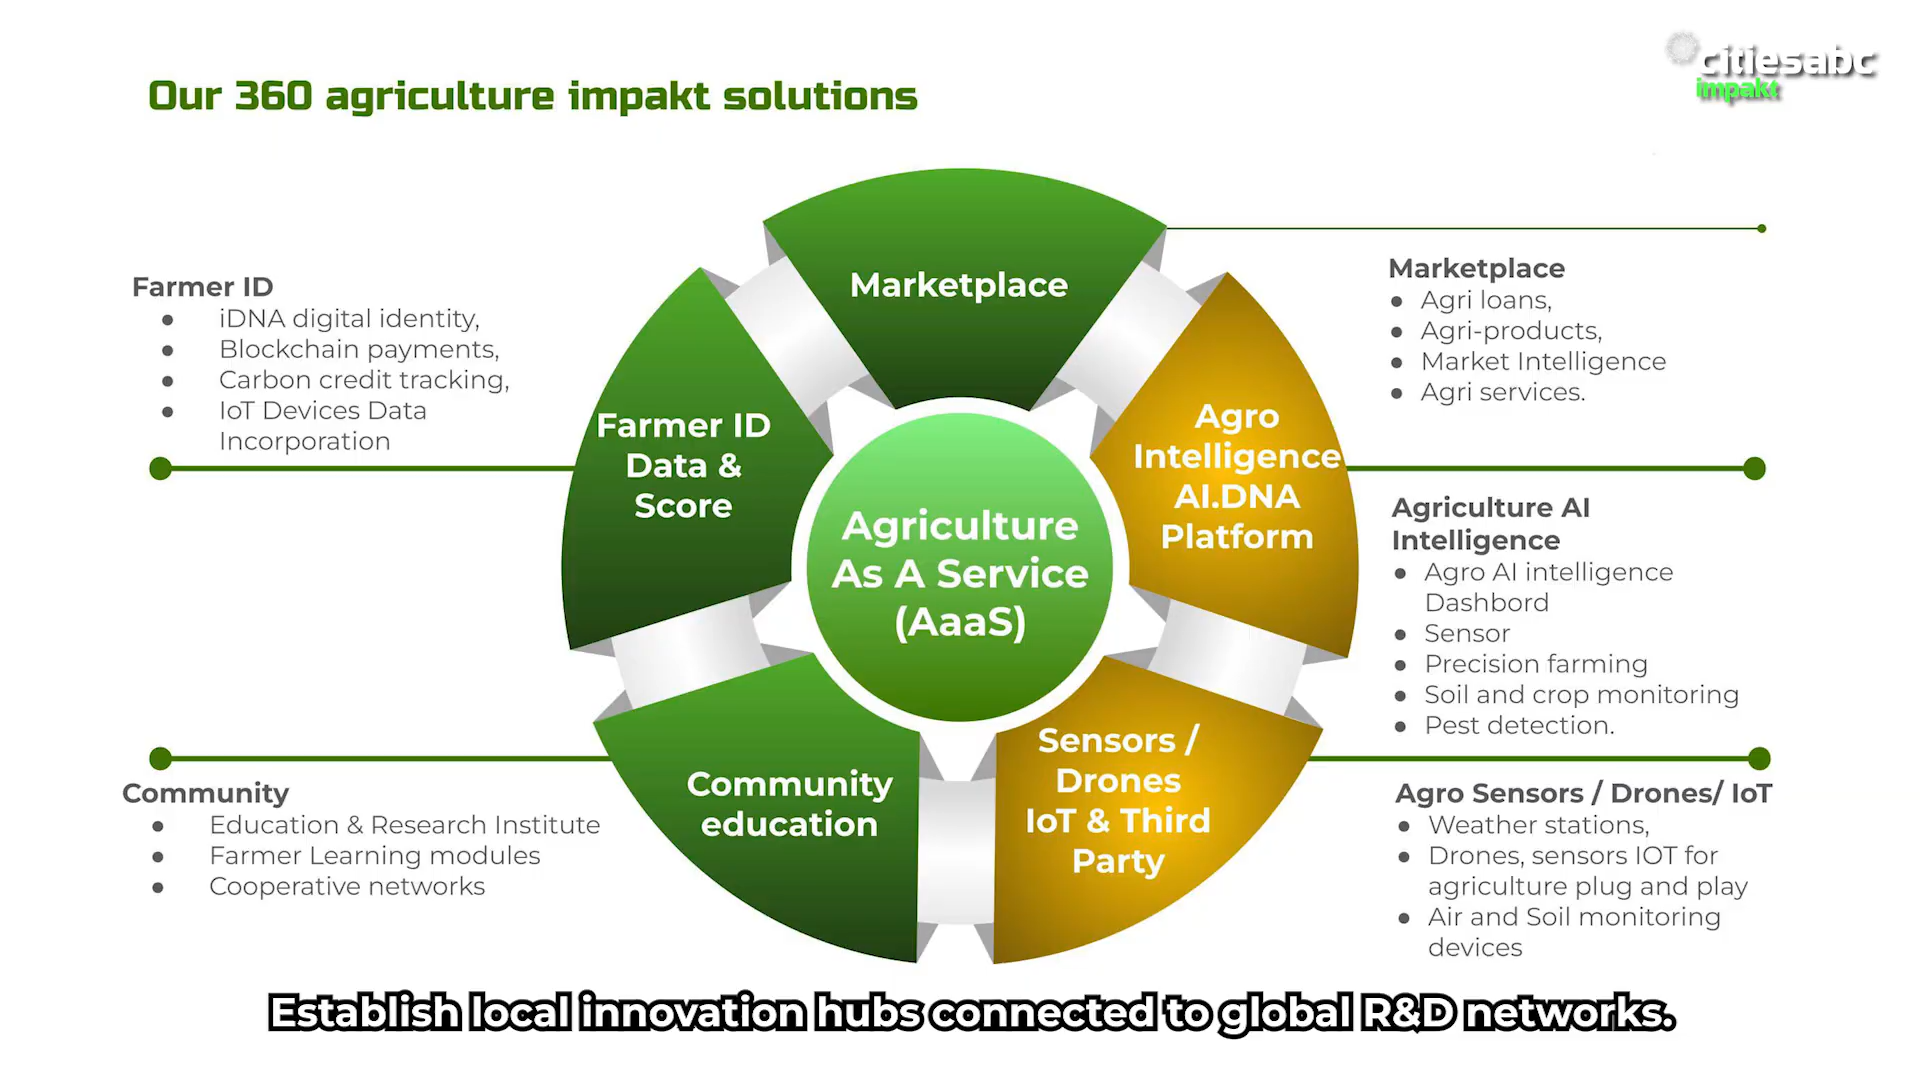 citiesabc
impakt
Our 360 agriculture impakt solutions
Farmer ID
● iDNA digital identity,
● Blockchain payments,
● Carbon credit tracking,
● IoT Devices Data
Incorporation
Community
● Education & Research Institute
● Farmer Learning modules
● Cooperative networks
Marketplace
Farmer ID
Data &
Score
Agro
Intelligence
AI.DNA
Platform
Agriculture
As A Service
(AaaS)
Community
education
Sensors /
Drones
IoT & Third
Party
Marketplace
● Agri loans,
● Agri-products,
● Market Intelligence
● Agri services.
Agriculture AI
Intelligence
● Agro AI intelligence
Dashbord
● Sensor
● Precision farming
● Soil and crop monitoring
● Pest detection.
Agro Sensors / Drones/ IoT
● Weather stations,
● Drones, sensors IOT for
agriculture plug and play
● Air and Soil monitoring
devices
Establish local innovation hubs connected to global R&D networks.